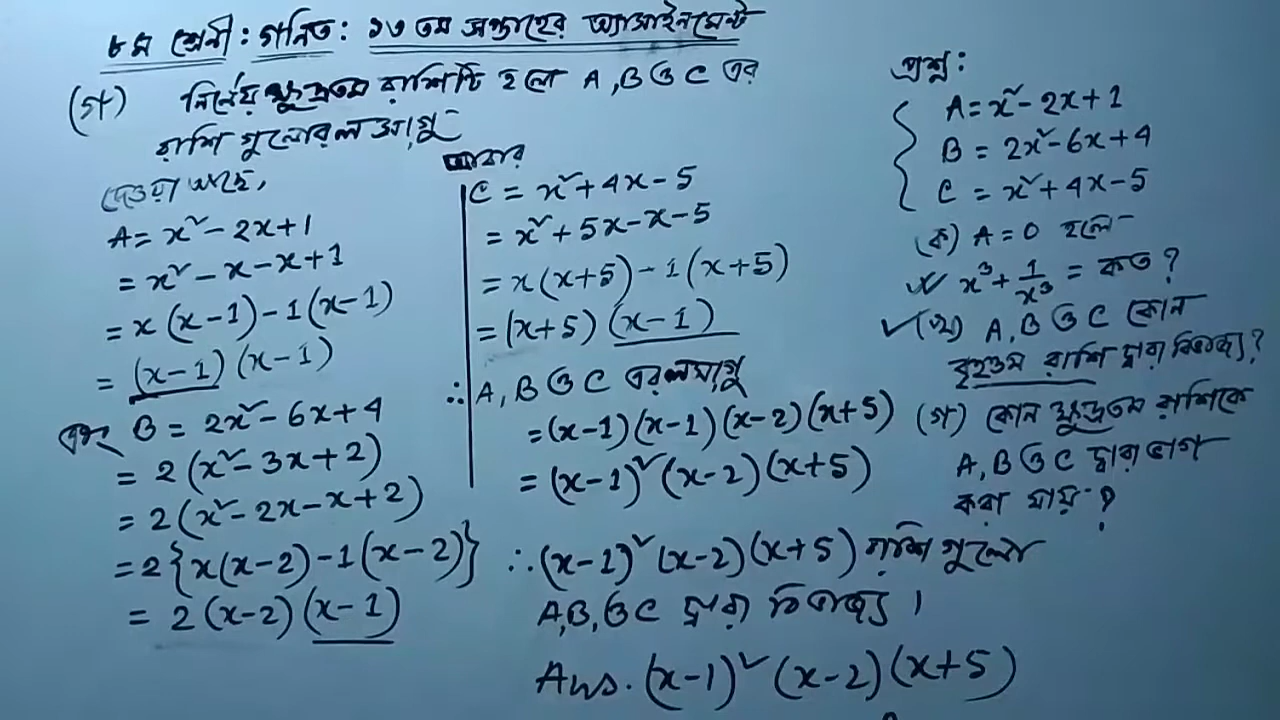 ৮ম শ্রেনী : গনিত : ১৩ তম সপ্তাহের অ্যাসাইনমেন্ট
(গ) নির্ণেয় ক্ষুদ্রতম রাশিটি হলে A, B ও C এর
রাশি গুলোর ল.সা.গু
দেওয়া আছে,
A = x² - 2x + 1
= x² - x - x + 1
= x(x-1) - 1(x-1)
= (x-1)(x-1)
এবং B = 2x² - 6x + 4
= 2(x² - 3x + 2)
= 2(x² - 2x - x + 2)
= 2{x(x-2) - 1(x-2)}
= 2(x-2)(x-1)
আবার
C = x² + 4x - 5
= x² + 5x - x - 5
= x(x+5) - 1(x+5)
= (x+5)(x-1)
∴ A, B ও C এর ল.সা.গু
= (x-1)(x-1)(x-2)(x+5)
= (x-1)²(x-2)(x+5)
∴ (x-1)²(x-2)(x+5) রাশি গুলো
A, B, ও C দ্বারা বিভাজ্য ।
Ans. (x-1)²(x-2)(x+5)
প্রশ্ন :
A = x² - 2x + 1
B = 2x² - 6x + 4
C = x² + 4x - 5
(ক) A = 0 হলে
x³ + 1/x³ = কত ?
(খ) A, B ও C কোন
বৃহত্তম রাশি দ্বারা বিভাজ্য ?
(গ) কোন ক্ষুদ্রতম রাশিকে
A, B ও C দ্বারা ভাগ
করা যায় ?